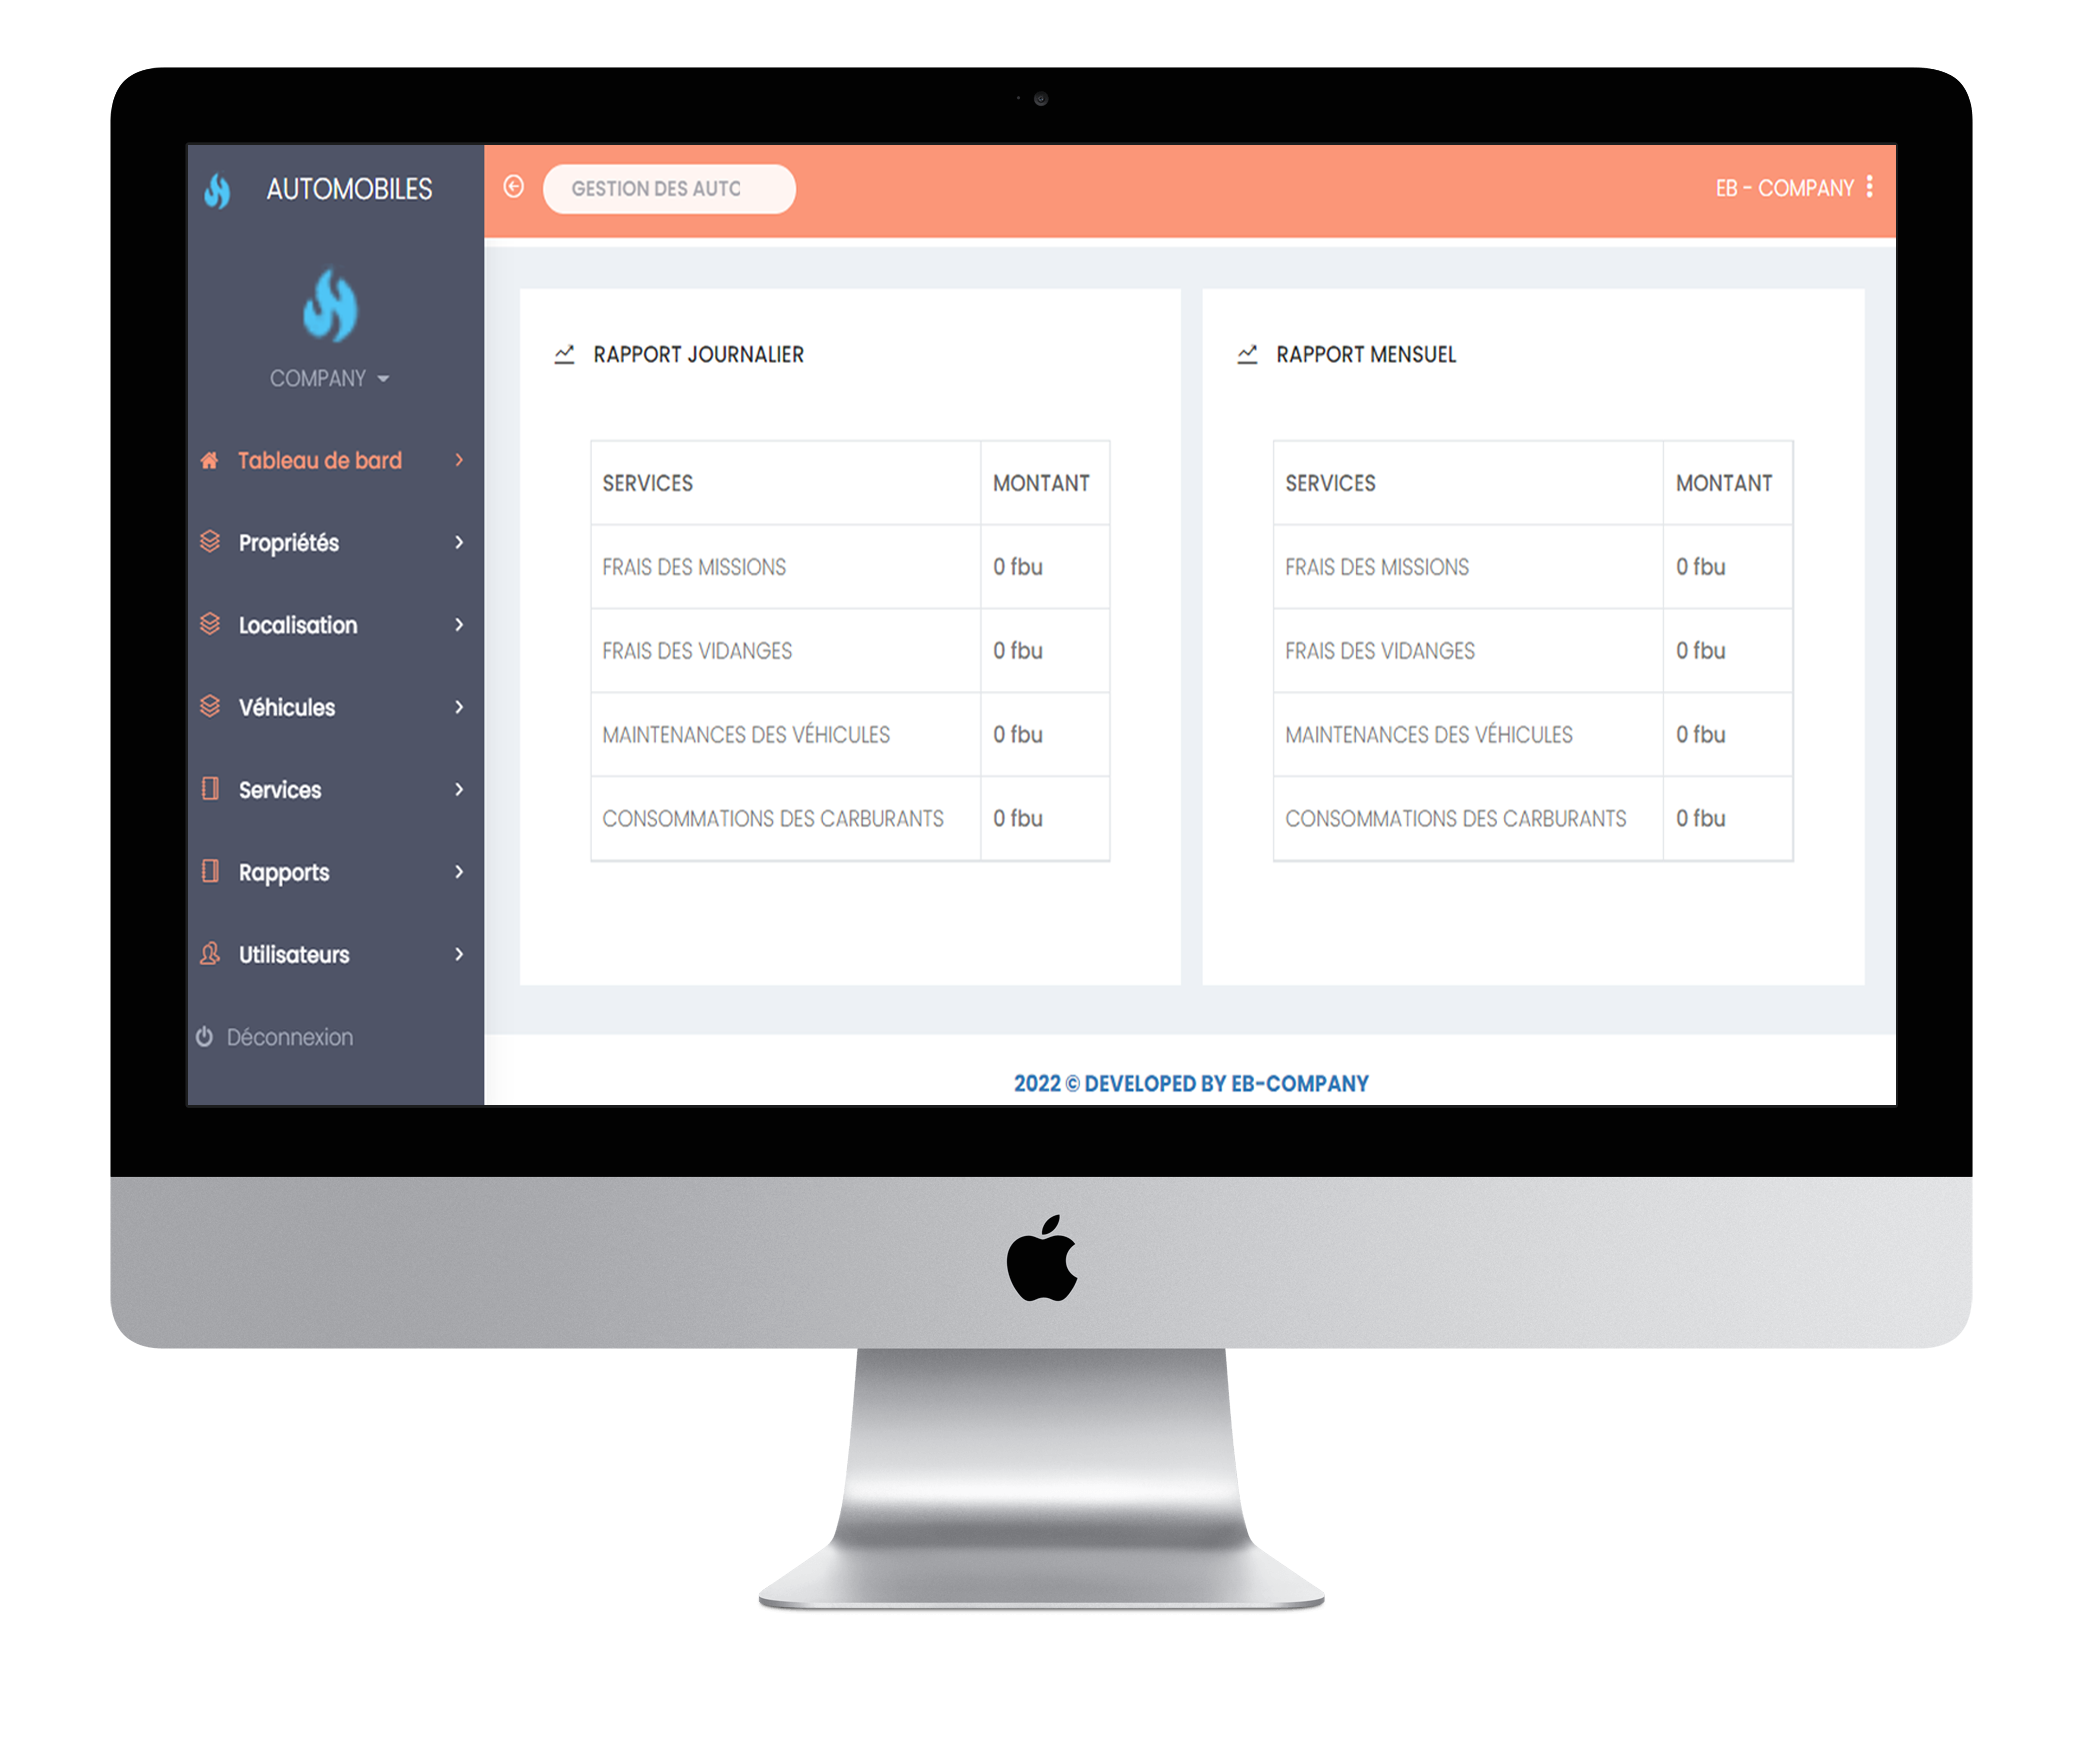 AUTOMOBILES
GESTION DES AUTO
EB - COMPANY
COMPANY
Tableau de bard
Propriétés
Localisation
Véhicules
Services
Rapports
Utilisateurs
Déconnexion
RAPPORT JOURNALIER
SERVICES MONTANT
FRAIS DES MISSIONS 0 fbu
FRAIS DES VIDANGES 0 fbu
MAINTENANCES DES VÉHICULES 0 fbu
CONSOMMATIONS DES CARBURANTS 0 fbu
RAPPORT MENSUEL
SERVICES MONTANT
FRAIS DES MISSIONS 0 fbu
FRAIS DES VIDANGES 0 fbu
MAINTENANCES DES VÉHICULES 0 fbu
CONSOMMATIONS DES CARBURANTS 0 fbu
2022 © DEVELOPED BY EB-COMPANY